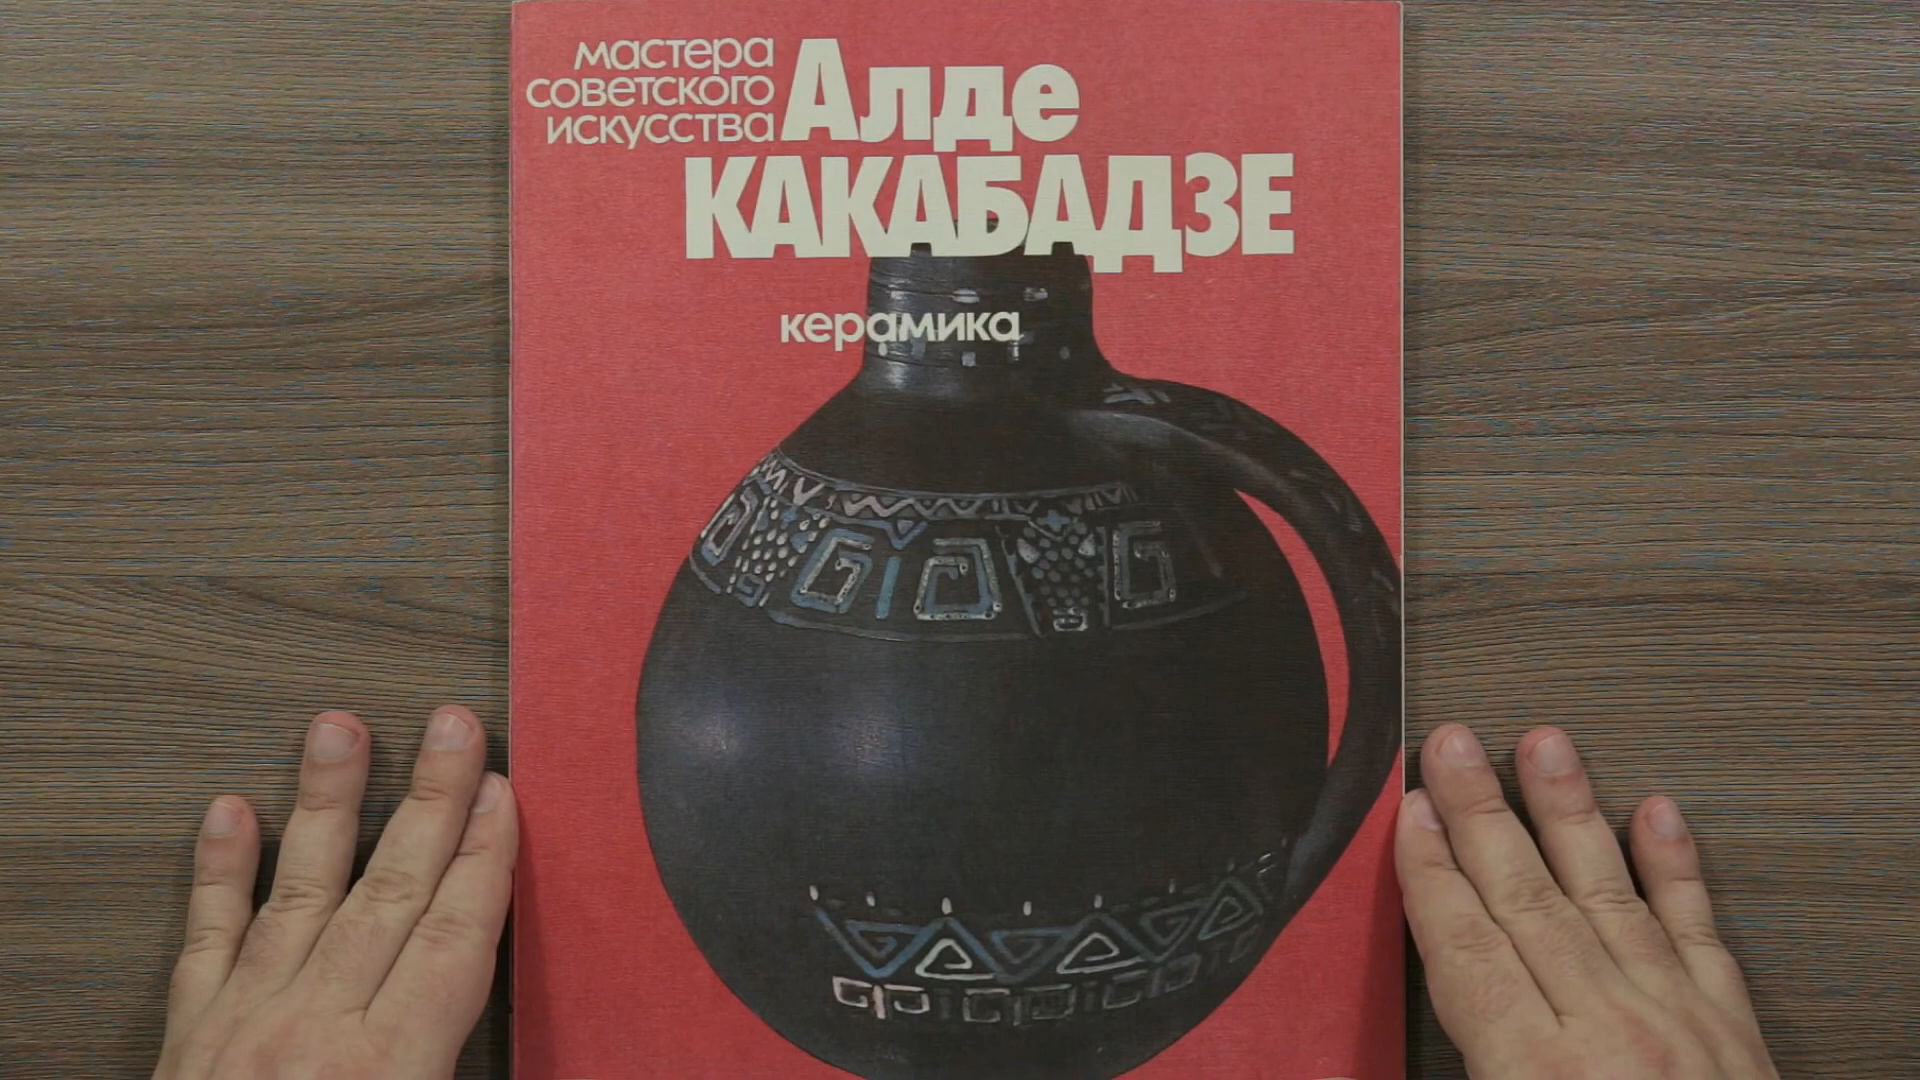 мастера
советского
искусства
Алде
КАКАБАДЗЕ
керамика